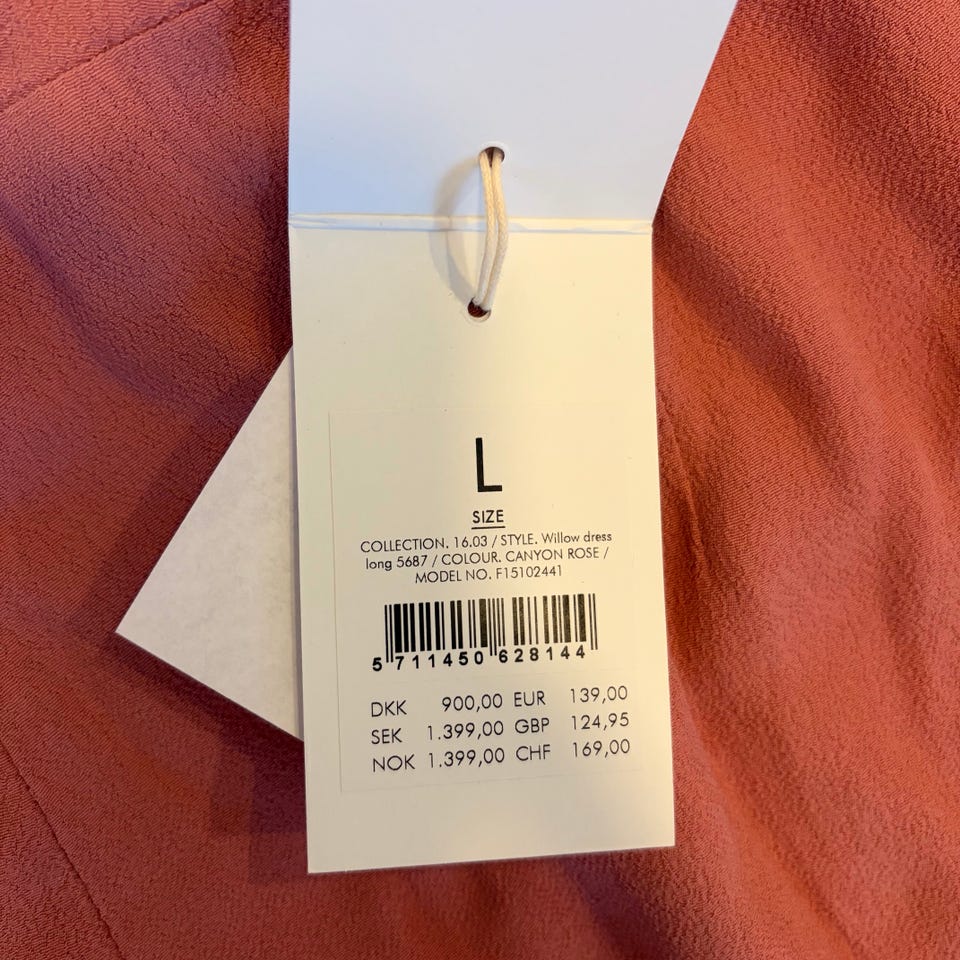 L
SIZE
COLLECTION. 16.03 / STYLE. Willow dress
long 5687 / COLOUR. CANYON ROSE /
MODEL NO. F15102441
5 711450 628144
DKK 900,00 EUR 139,00
SEK 1.399,00 GBP 124,95
NOK 1.399,00 CHF 169,00